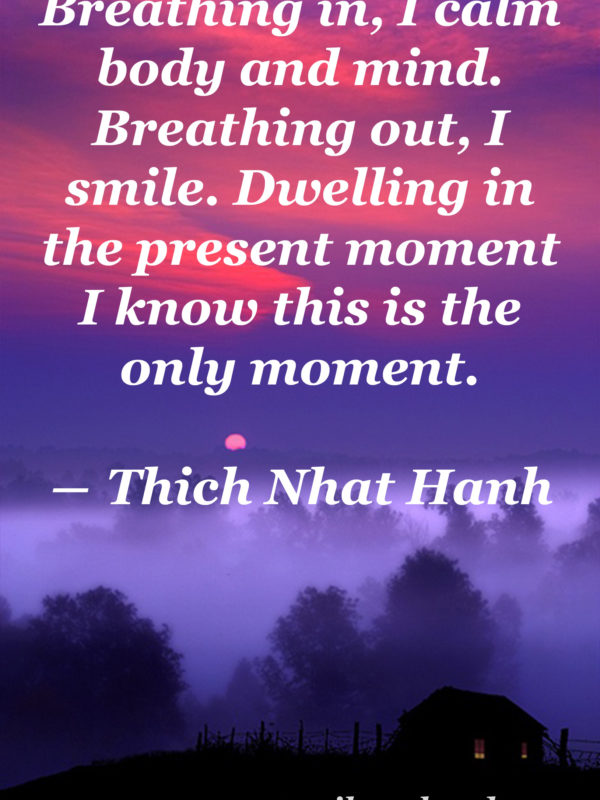 Breathing in, I calm
body and mind.
Breathing out, I
smile. Dwelling in
the present moment
I know this is the
only moment.
— Thich Nhat Hanh